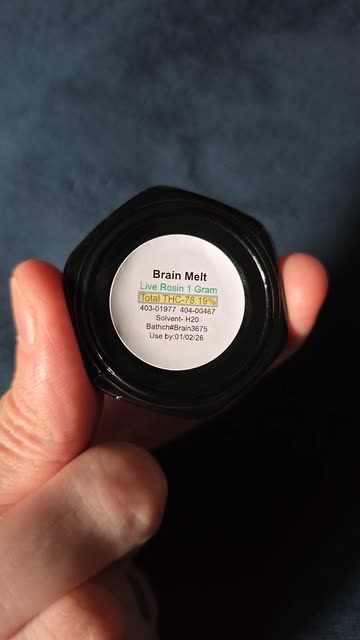 Brain Melt
Live Rosin 1 Gram
Total THC-78.19%
403-01977 404-00467
Solvent- H20
Bathch#Brain3675
Use by:01/02/26